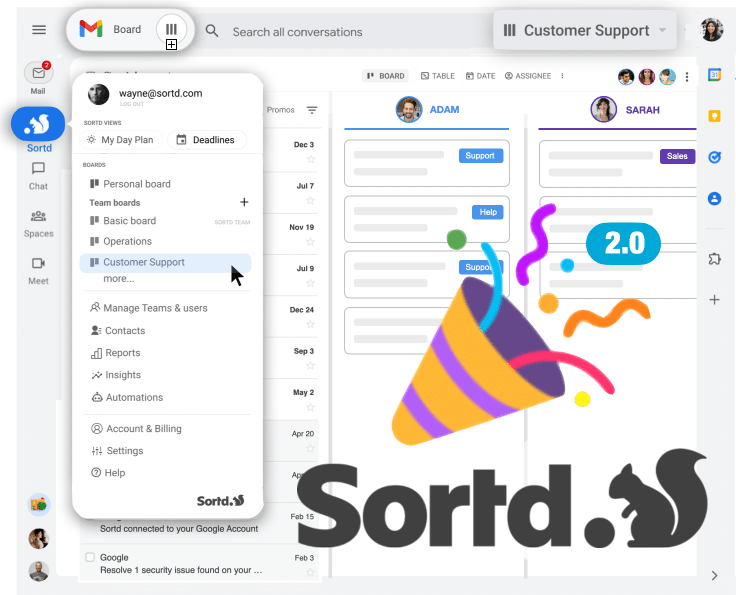 Board
Search all conversations
Customer Support
2
Mail
Sortd
Chat
Spaces
Meet
wayne@sortd.com
LOG OUT
SORTD VIEWS
My Day Plan
Deadlines
BOARDS
Personal board
Team boards
Basic board
SORTD TEAM
Operations
Customer Support
more...
Manage Teams & users
Contacts
Reports
Insights
Automations
Account & Billing
Settings
Help
Sortd.
Promos
Dec 3
Jul 7
Nov 19
Jul 9
Dec 24
Sep 3
May 2
Apr 20
Feb 15
Sortd connected to your Google Account
Google
Feb 3
Resolve 1 security issue found on your ...
BOARD
TABLE
DATE
ASSIGNEE
ADAM
SARAH
Support
Sales
Help
Support
2.0
Sortd.